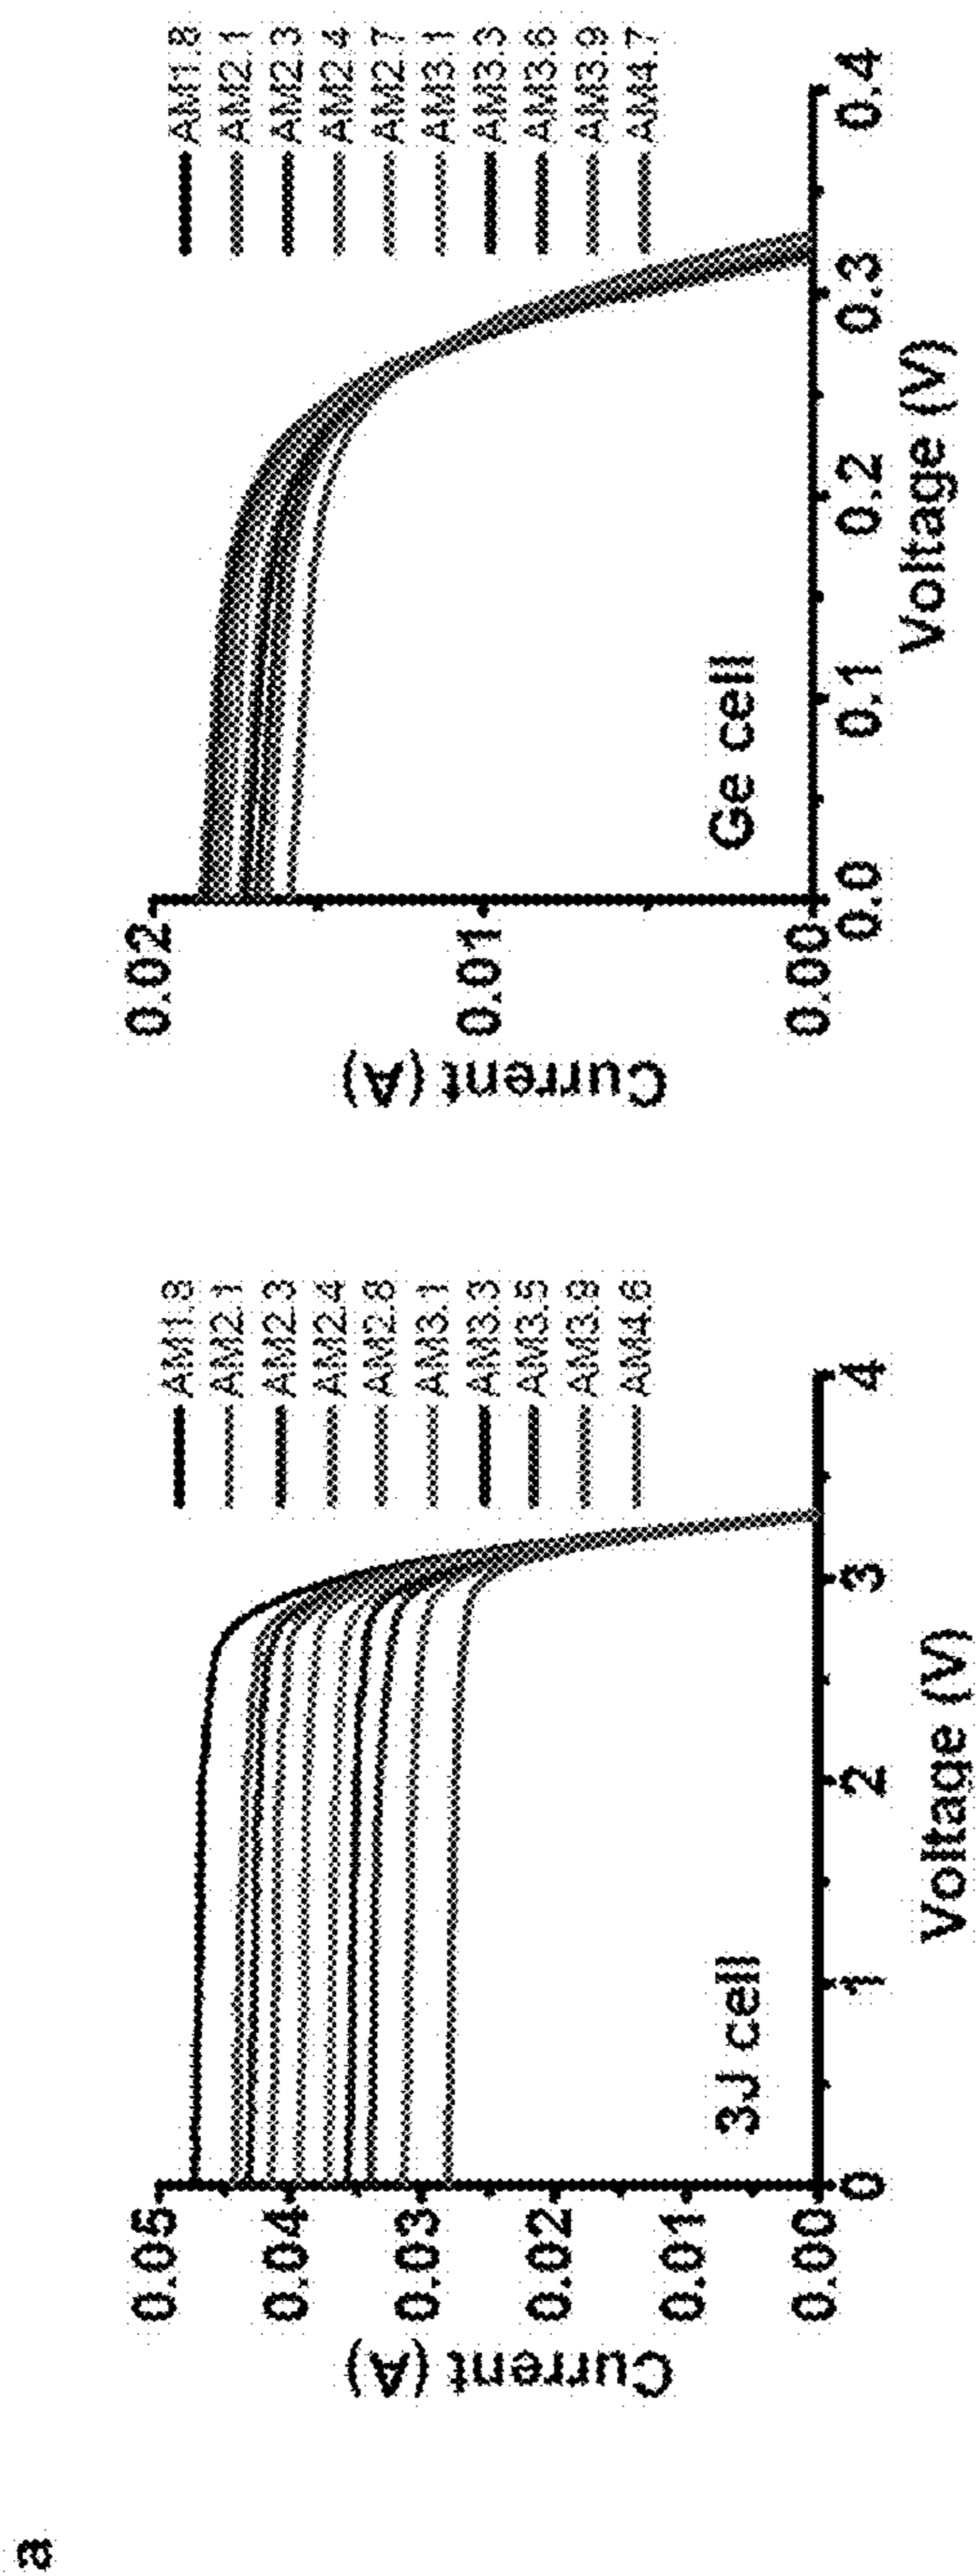 a
Current (A)
0.05
0.04
0.03
0.02
0.01
0.00
0
1
2
3
4
Voltage (V)
3J cell
AM2.1
AM2.3
AM2.4
AM2.8
AM3.1
AM3.3
AM3.5
AM4.6
Current (A)
0.02
0.01
0.00
0.0
0.1
0.2
0.3
0.4
Voltage (V)
Ge cell
AM1.8
AM2.1
AM2.3
AM2.4
AM2.7
AM3.1
AM3.3
AM3.6
AM3.9
AM4.7